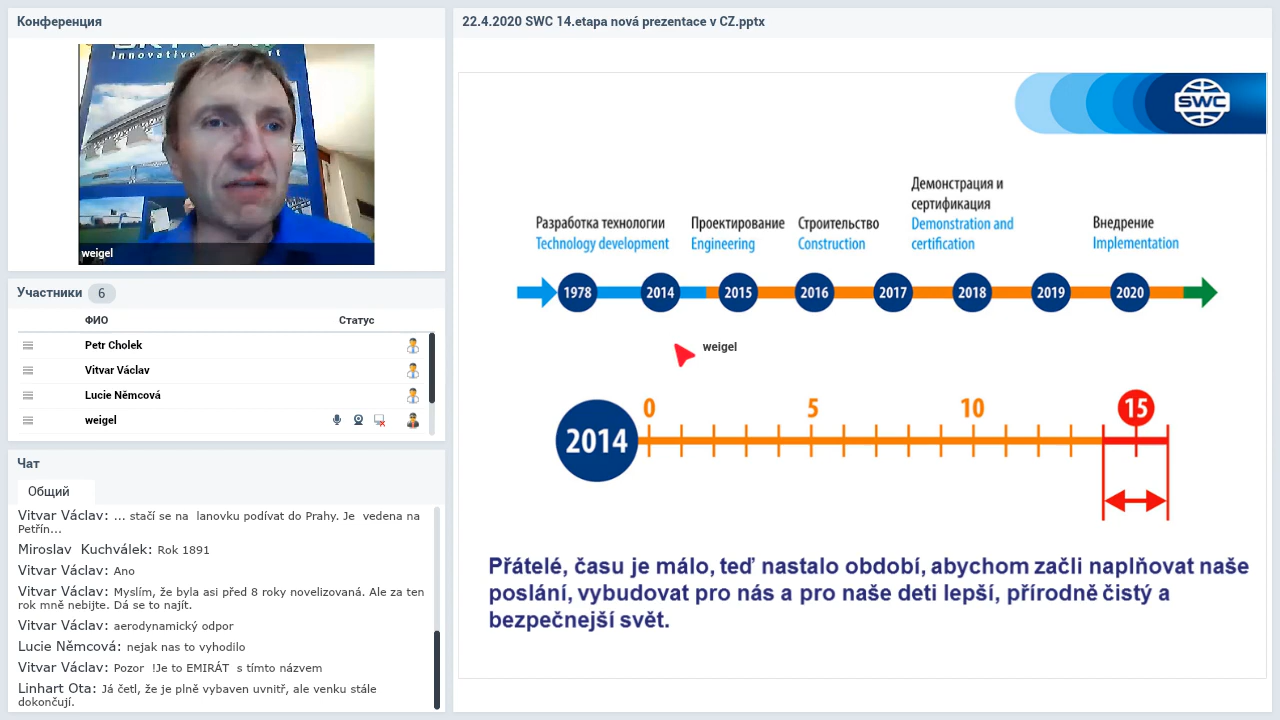 Конференция
Innovative
weigel
Участники 6
ФИО Статус
Petr Cholek
Vitvar Václav
Lucie Němcová
weigel
Чат
Общий
Vitvar Václav: ... stačí se na lanovku podívat do Prahy. Je vedena na
Petřín...
Miroslav Kuchválek: Rok 1891
Vitvar Václav: Ano
Vitvar Václav: Myslím, že byla asi před 8 roky novelizovaná. Ale za ten
rok mně nebijte. Dá se to najít.
Vitvar Václav: aerodynamický odpor
Lucie Němcová: nejak nas to vyhodilo
Vitvar Václav: Pozor !Je to EMIRÁT s tímto názvem
Linhart Ota: Já četl, že je plně vybaven uvnitř, ale venku stále
dokončují.
22.4.2020 SWC 14.etapa nová prezentace v CZ.pptx
SWC
Разработка технологии
Technology development
Проектирование
Engineering
Строительство
Construction
Демонстрация и
сертификация
Demonstration and
certification
Внедрение
Implementation
1978 2014 2015 2016 2017 2018 2019 2020
weigel
2014 0 5 10 15
Přátelé, času je málo, teď nastalo období, abychom začli naplňovat naše
poslání, vybudovat pro nás a pro naše deti lepší, přírodně čistý a
bezpečnejší svět.